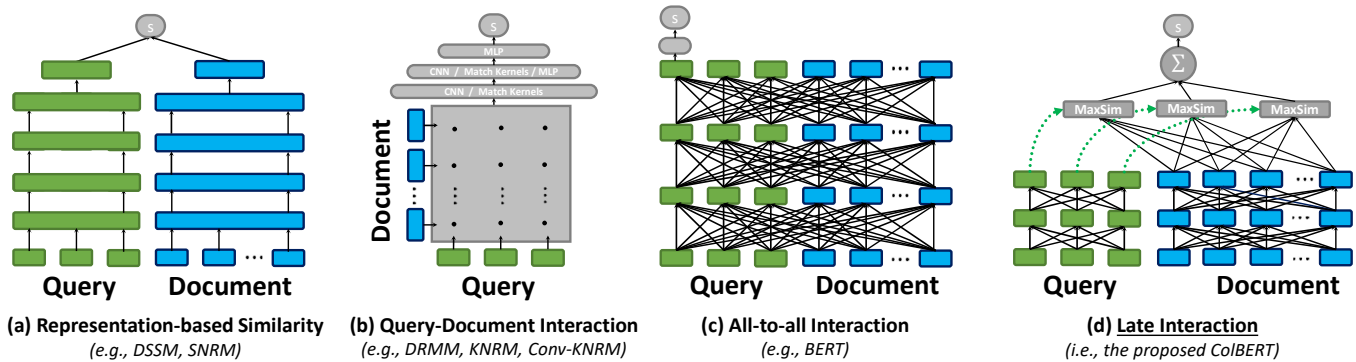 s
Query Document
(a) Representation-based Similarity
(e.g., DSSM, SNRM)
s
MLP
CNN / Match Kernels / MLP
CNN / Match Kernels
Document
Query
(b) Query-Document Interaction
(e.g., DRMM, KNRM, Conv-KNRM)
s
Query Document
(c) All-to-all Interaction
(e.g., BERT)
s
Σ
MaxSim MaxSim MaxSim
Query Document
(d) Late Interaction
(i.e., the proposed ColBERT)